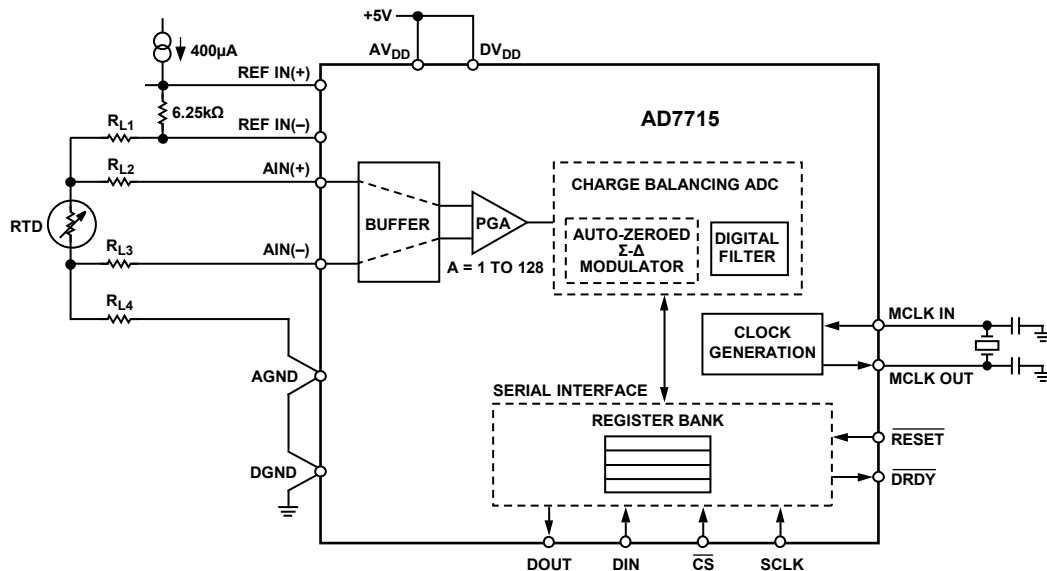 +5V
AV_DD
DV_DD
400µA
REF IN(+)
6.25kΩ
REF IN(–)
R_L1
R_L2
AIN(+)
RTD
R_L3
AIN(–)
R_L4
AGND
DGND
AD7715
BUFFER
PGA
A = 1 TO 128
CHARGE BALANCING ADC
AUTO-ZEROED
Σ-Δ
MODULATOR
DIGITAL
FILTER
CLOCK
GENERATION
MCLK IN
MCLK OUT
SERIAL INTERFACE
REGISTER BANK
RESET
DRDY
DOUT
DIN
CS
SCLK